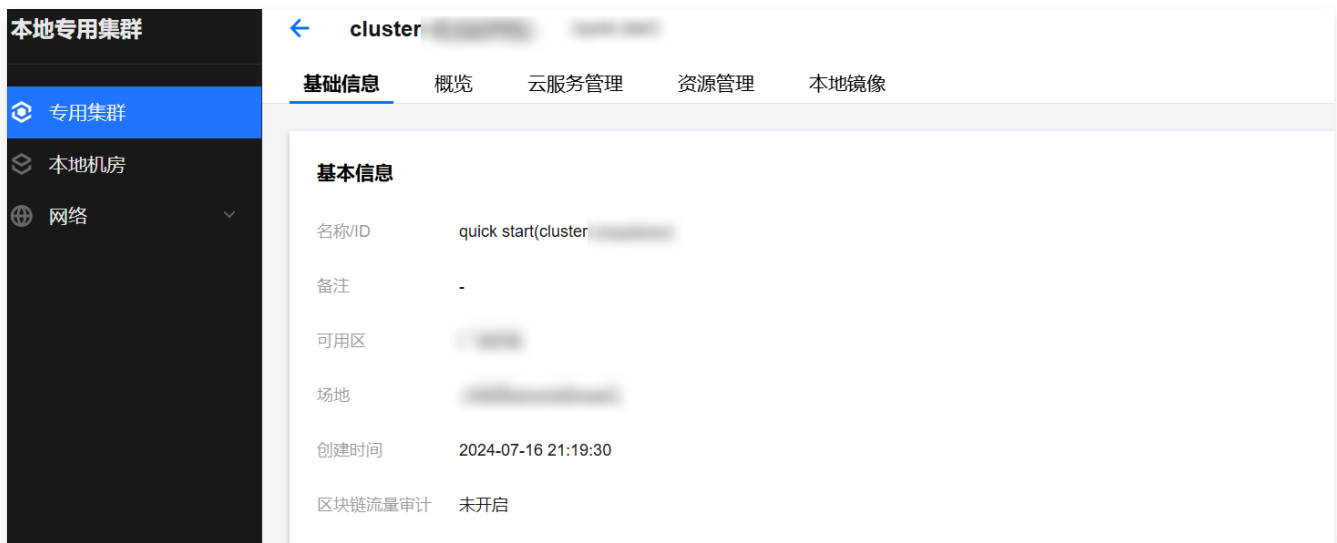 本地专用集群
专用集群
本地机房
网络
cluster
基础信息 概览 云服务管理 资源管理 本地镜像
基本信息
名称/ID quick start(cluster
备注 -
可用区
场地
创建时间 2024-07-16 21:19:30
区块链流量审计 未开启